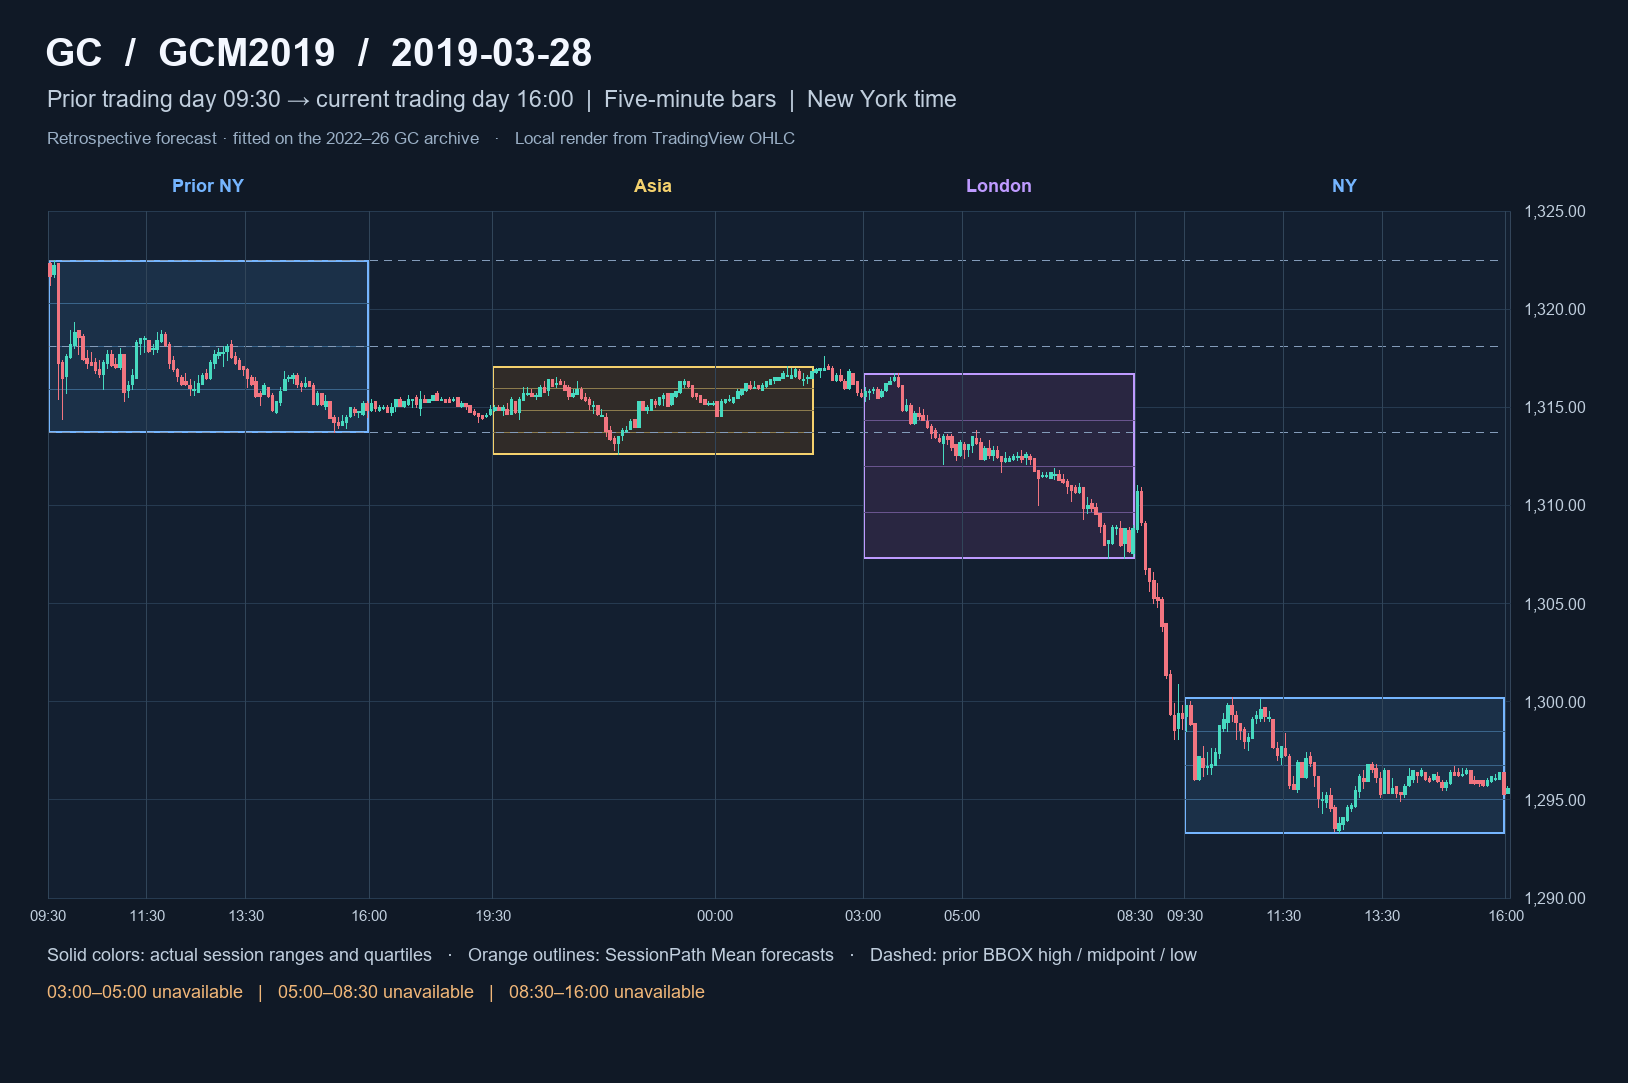 GC / GCM2019 / 2019-03-28
Prior trading day 09:30 → current trading day 16:00 | Five-minute bars | New York time
Retrospective forecast · fitted on the 2022–26 GC archive · Local render from TradingView OHLC
Prior NY Asia London NY
1,325.00
1,320.00
1,315.00
1,310.00
1,305.00
1,300.00
1,295.00
1,290.00
09:30 11:30 13:30 16:00 19:30 00:00 03:00 05:00 08:30 09:30 11:30 13:30 16:00
Solid colors: actual session ranges and quartiles · Orange outlines: SessionPath Mean forecasts · Dashed: prior BBOX high / midpoint / low
03:00–05:00 unavailable | 05:00–08:30 unavailable | 08:30–16:00 unavailable